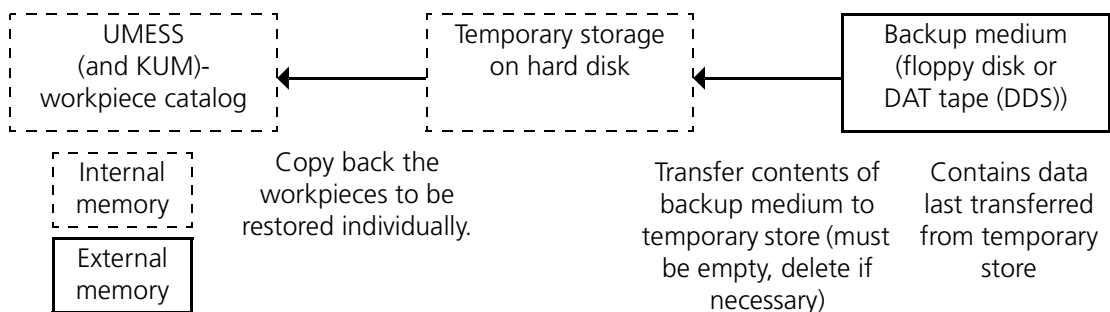 UMESS
(and KUM)-
workpiece catalog
Temporary storage
on hard disk
Backup medium
(floppy disk or
DAT tape (DDS))
Internal
memory
External
memory
Copy back the
workpieces to be
restored individually.
Transfer contents of
backup medium to
temporary store (must
be empty, delete if
necessary)
Contains data
last transferred
from temporary
store